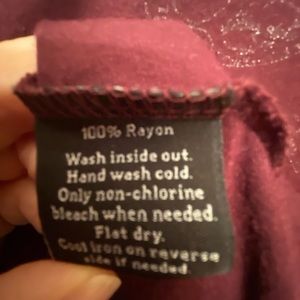 100% Rayon
Wash inside out.
Hand wash cold.
Only non-chlorine
bleach when needed.
Flat dry.
Cool iron on reverse
side if needed.